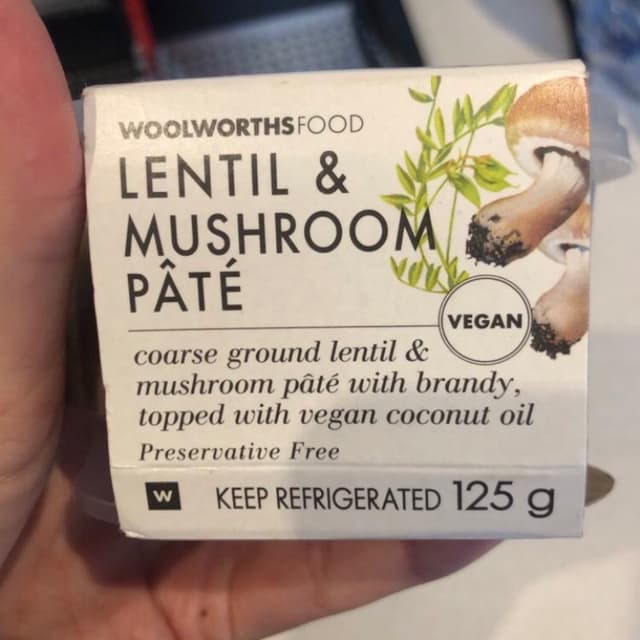 WOOLWORTHSFOOD
LENTIL &
MUSHROOM
PÂTÉ
VEGAN
coarse ground lentil &
mushroom pâté with brandy,
topped with vegan coconut oil
Preservative Free
W KEEP REFRIGERATED 125 g